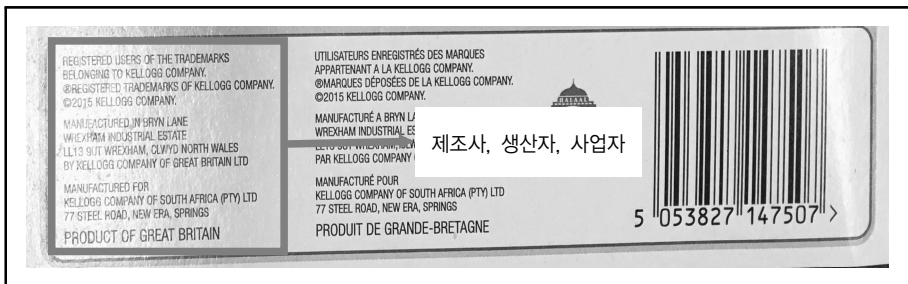 REGISTERED USERS OF THE TRADEMARKS
BELONGING TO KELLOGG COMPANY.
®REGISTERED TRADEMARKS OF KELLOGG COMPANY.
©2015 KELLOGG COMPANY.
MANUFACTURED IN BRYN LANE
WREXHAM INDUSTRIAL ESTATE
LL13 9UT WREXHAM, CLWYD NORTH WALES
BY KELLOGG COMPANY OF GREAT BRITAIN LTD
MANUFACTURED FOR
KELLOGG COMPANY OF SOUTH AFRICA (PTY) LTD
77 STEEL ROAD, NEW ERA, SPRINGS
PRODUCT OF GREAT BRITAIN
UTILISATEURS ENREGISTRÉS DES MARQUES
APPARTENANT A LA KELLOGG COMPANY.
®MARQUES DÉPOSÉES DE LA KELLOGG COMPANY.
©2015 KELLOGG COMPANY.
MANUFACTURÉ A BRYN
WREXHAM INDUSTRIAL
PAR KELLOGG COMPANY
MANUFACTURÉ POUR
KELLOGG COMPANY OF SOUTH AFRICA (PTY) LTD
77 STEEL ROAD, NEW ERA, SPRINGS
PRODUIT DE GRANDE-BRETAGNE
HALAAL
제조사, 생산자, 사업자
5 053827 147507 >